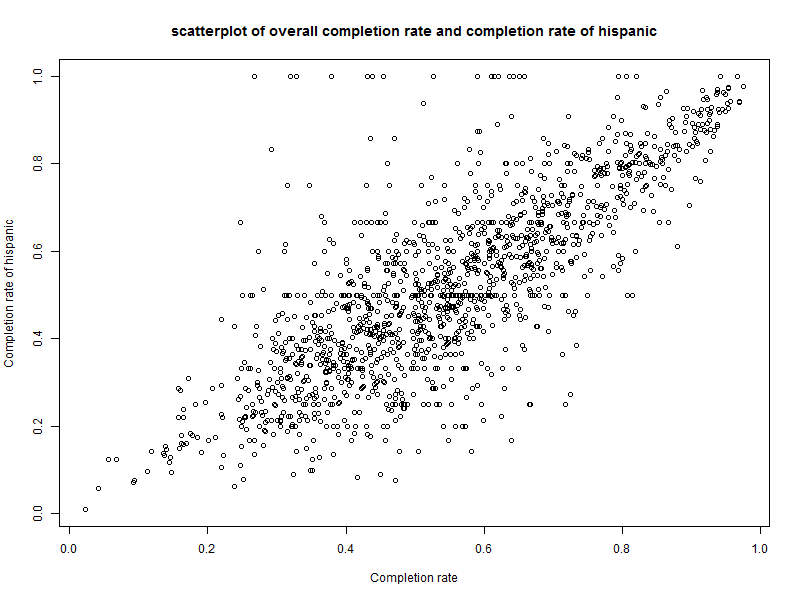 scatterplot of overall completion rate and completion rate of hispanic
1.0
0.8
0.6
0.4
0.2
0.0
Completion rate of hispanic
0.0 0.2 0.4 0.6 0.8 1.0
Completion rate